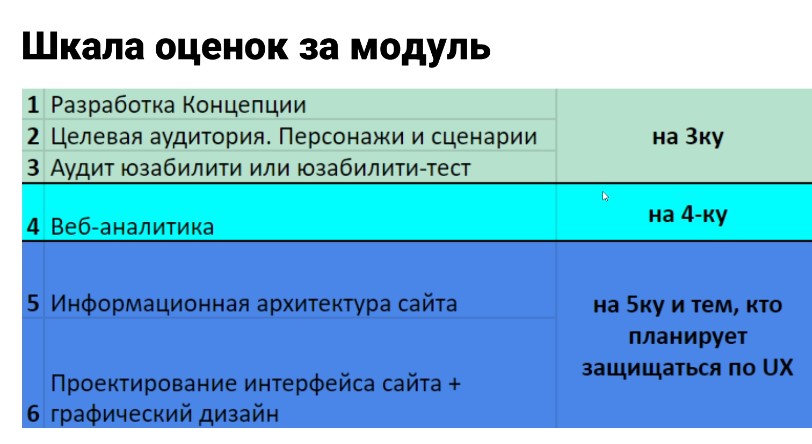 Шкала оценок за модуль
1 Разработка Концепции
2 Целевая аудитория. Персонажи и сценарии
3 Аудит юзабилити или юзабилити-тест
на 3ку
4 Веб-аналитика
на 4-ку
5 Информационная архитектура сайта
6 Проектирование интерфейса сайта +
графический дизайн
на 5ку и тем, кто
планирует
защищаться по UX